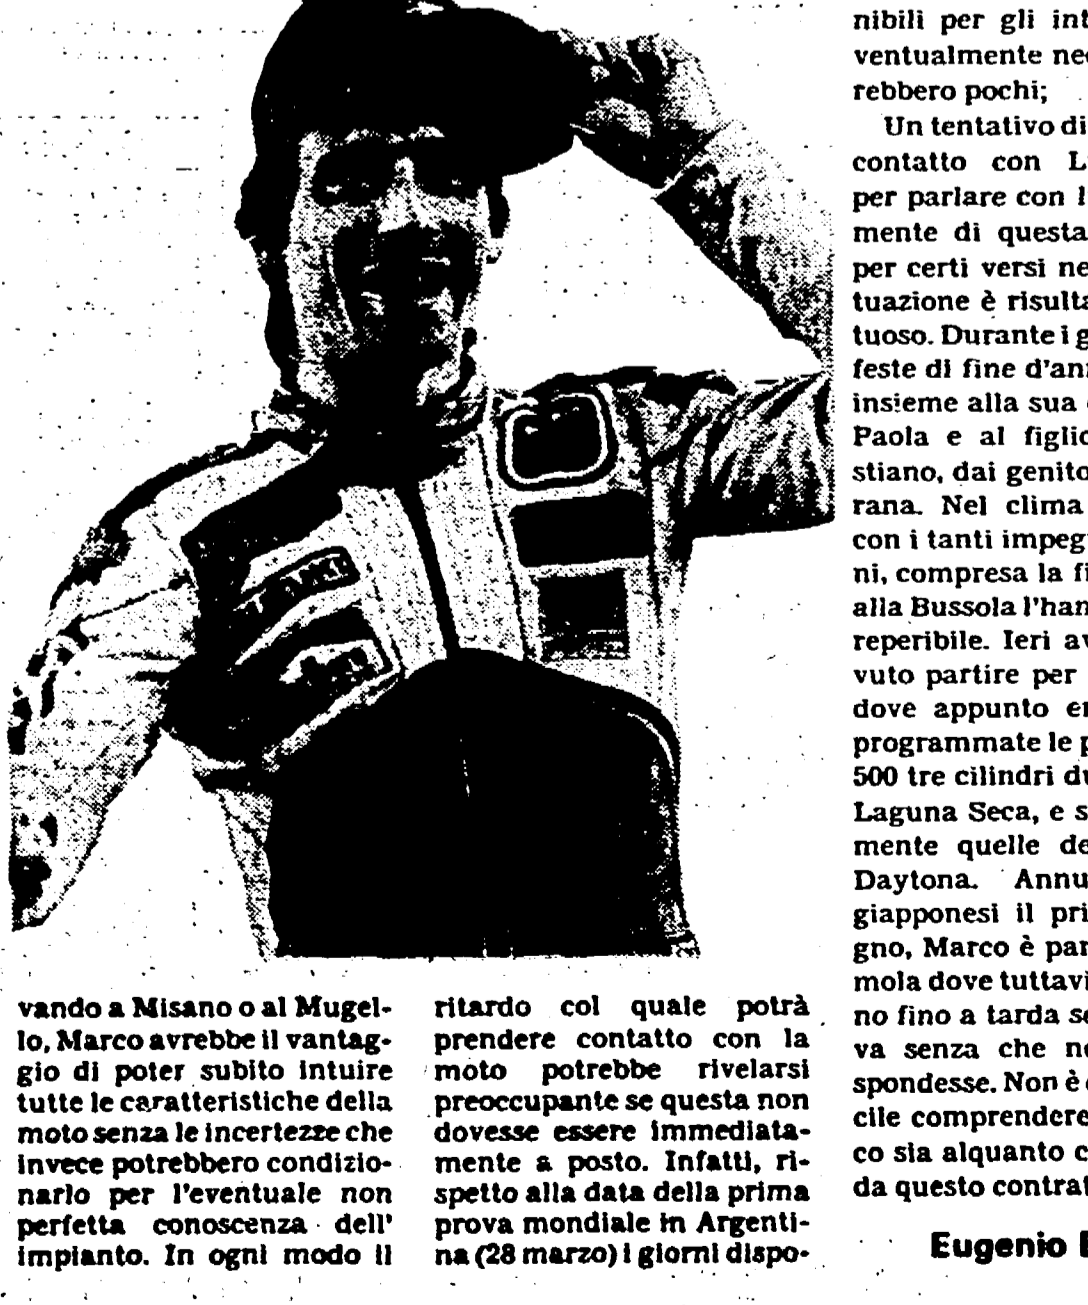 vando a Misano o al Mugel-
lo, Marco avrebbe il vantag-
gio di poter subito intuire
tutte le caratteristiche della
moto senza le incertezze che
invece potrebbero condizio-
narlo per l'eventuale non
perfetta conoscenza dell'
impianto. In ogni modo il
ritardo col quale potrà
prendere contatto con la
moto potrebbe rivelarsi
preoccupante se questa non
dovesse essere immediata-
mente a posto. Infatti, ri-
spetto alla data della prima
prova mondiale in Argenti-
na (28 marzo) i giorni dispo-
nibili per gli int
ventualmente nec
rebbero pochi;
Un tentativo di
contatto con L
per parlare con l
mente di questa
per certi versi ne
tuazione è risulta
tuoso. Durante i g
feste di fine d'ann
insieme alla sua
Paola e al figlio
stiano, dai genito
rana. Nel clima
con i tanti impeg
ni, compresa la fi
alla Bussola l'han
reperibile. Ieri av
vuto partire per
dove appunto er
programmate le p
500 tre cilindri du
Laguna Seca, e s
mente quelle de
Daytona. Annu
giapponesi il pri
gno, Marco è par
mola dove tuttavi
no fino a tarda se
va senza che ne
spondesse. Non è
cile comprendere
co sia alquanto c
da questo contrat
Eugenio